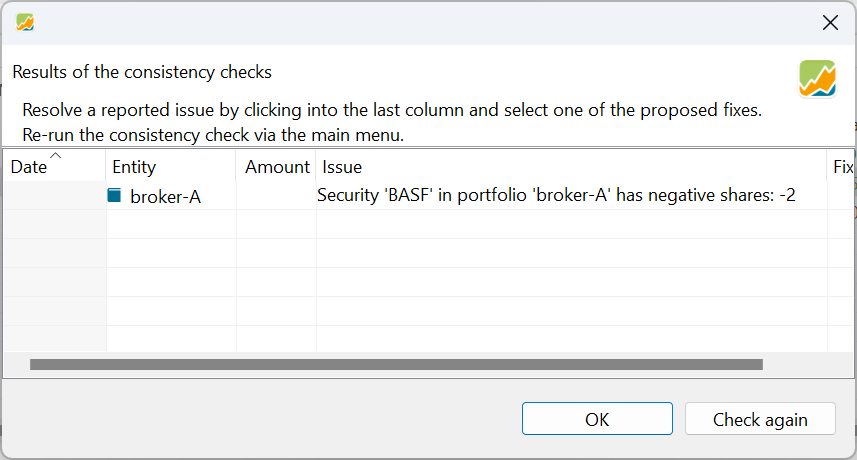 Results of the consistency checks
Resolve a reported issue by clicking into the last column and select one of the proposed fixes.
Re-run the consistency check via the main menu.
Date Entity Amount Issue Fix
broker-A Security 'BASF' in portfolio 'broker-A' has negative shares: -2
OK Check again